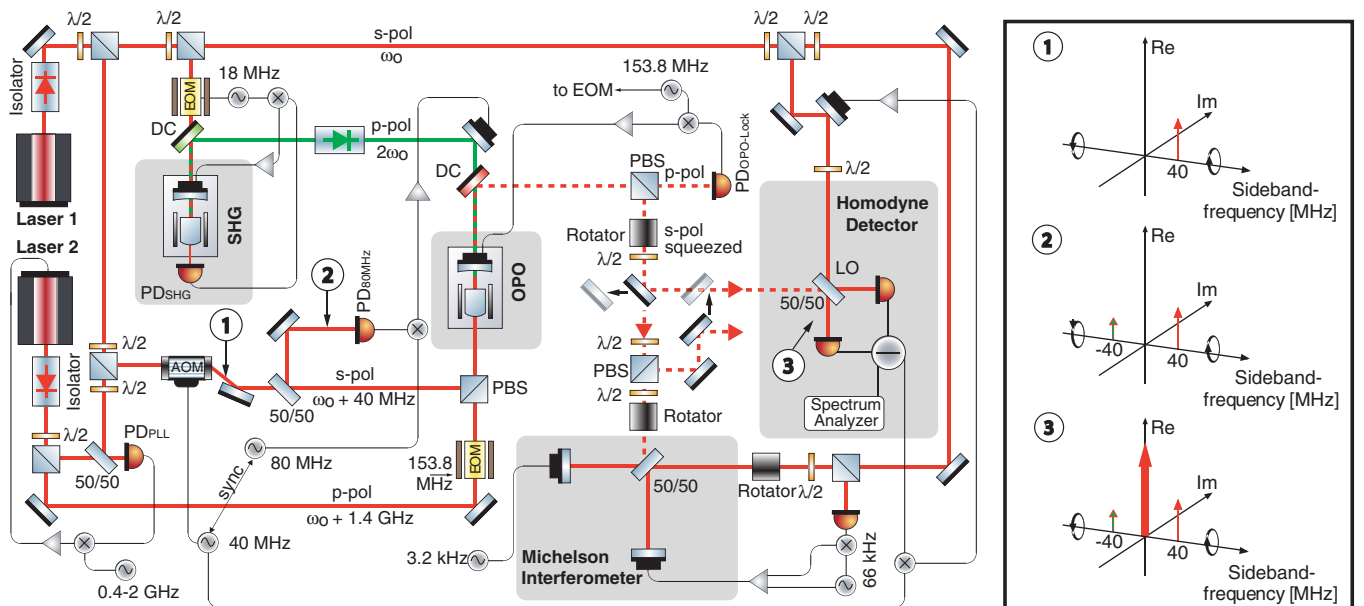 λ/2
λ/2
s-pol
ωo
λ/2
λ/2
Isolator
EOM
18 MHz
153.8 MHz
to EOM
DC
p-pol
2ωo
DC
PBS
p-pol
PDOPO-Lock
λ/2
Laser 1
SHG
PDSHG
Laser 2
OPO
Rotator
s-pol
squeezed
λ/2
Homodyne
Detector
LO
50/50
2
PD80MHz
1
3
Isolator
λ/2
λ/2
AOM
s-pol
ωo + 40 MHz
50/50
PBS
λ/2
PBS
λ/2
Rotator
Spectrum
Analyzer
λ/2
PDPLL
50/50
80 MHz
sync
153.8
MHz
EOM
p-pol
ωo + 1.4 GHz
40 MHz
0.4-2 GHz
50/50
Rotator
λ/2
3.2 kHz
66 kHz
Michelson
Interferometer
1
Re
Im
40
Sideband-
frequency [MHz]
2
Re
Im
-40
40
Sideband-
frequency [MHz]
3
Re
Im
-40
40
Sideband-
frequency [MHz]